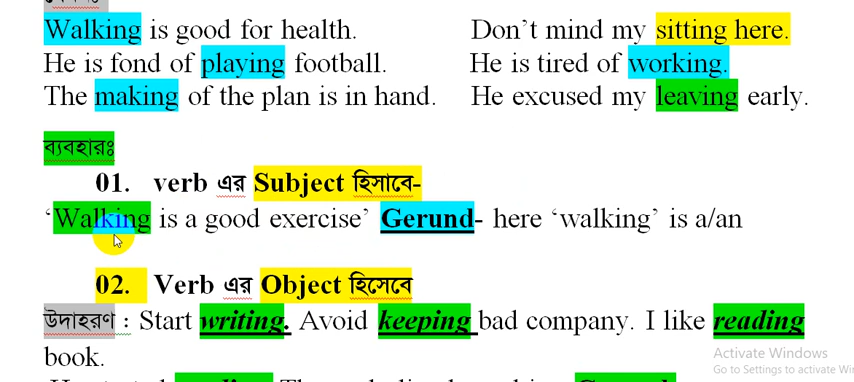 Walking is good for health. Don't mind my sitting here.
He is fond of playing football. He is tired of working.
The making of the plan is in hand. He excused my leaving early.
ব্যবহারঃ
01. verb এর Subject হিসাবে-
'Walking is a good exercise' Gerund- here 'walking' is a/an
02. Verb এর Object হিসেবে
উদাহরণ : Start writing. Avoid keeping bad company. I like reading
book.
Activate Windows
Go to Settings to activate Wi